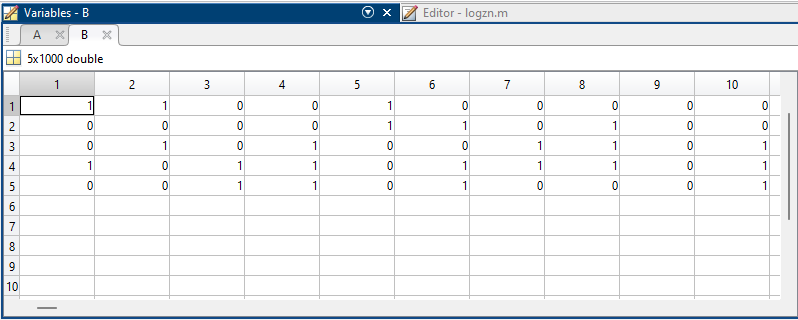 Variables - B Editor - logzn.m
A B
5x1000 double
1 2 3 4 5 6 7 8 9 10
1 1 1 0 0 1 0 0 0 0 0
2 0 0 0 0 1 1 0 1 0 0
3 0 1 0 1 0 0 1 1 0 1
4 1 0 1 1 0 1 1 1 0 1
5 0 0 1 1 0 1 0 0 0 1
6
7
8
9
10